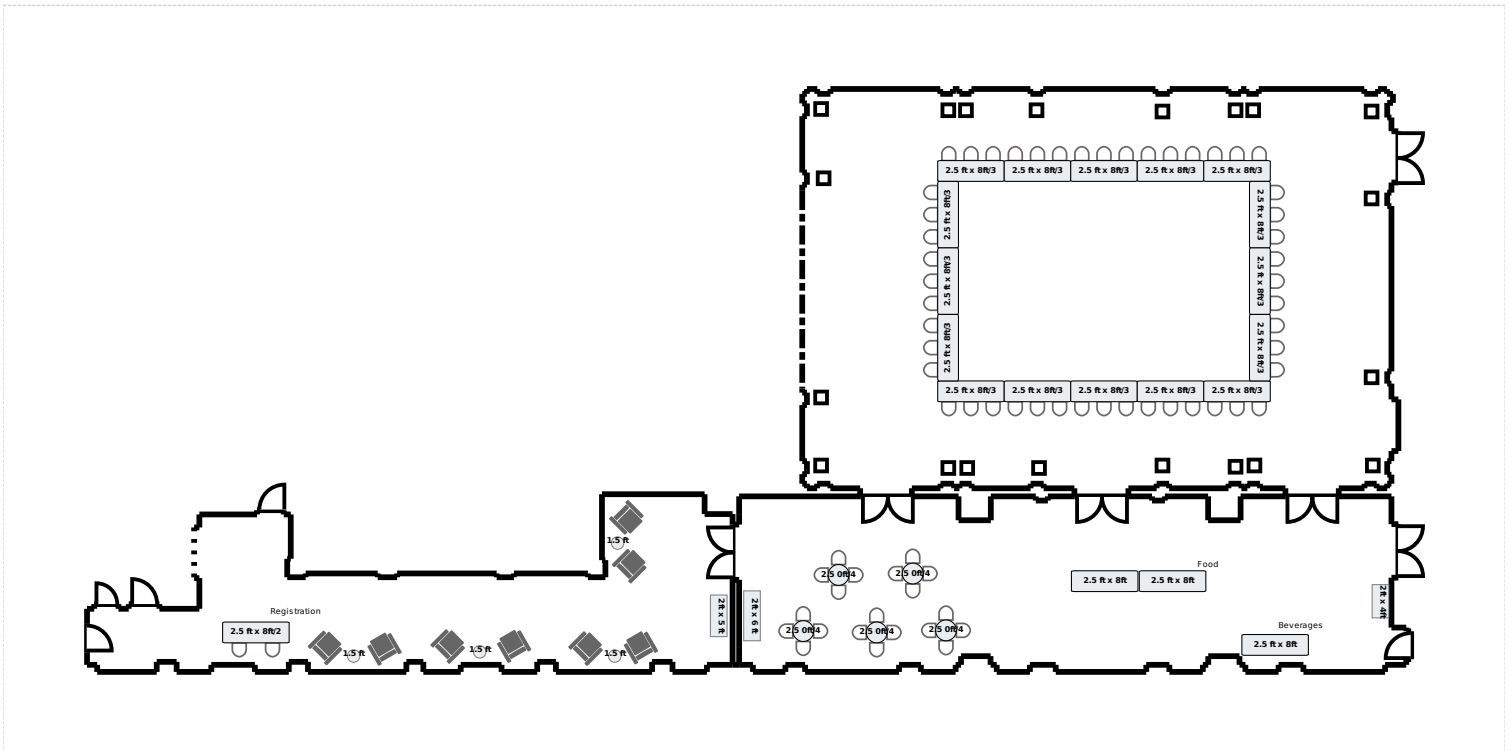 2.5 ft x 8ft/3 2.5 ft x 8ft/3 2.5 ft x 8ft/3 2.5 ft x 8ft/3 2.5 ft x 8ft/3
2.5 ft x 8ft/3
2.5 ft x 8ft/3
2.5 ft x 8ft/3
2.5 ft x 8ft/3
2.5 ft x 8ft/3
2.5 ft x 8ft/3
2.5 ft x 8ft/3 2.5 ft x 8ft/3 2.5 ft x 8ft/3 2.5 ft x 8ft/3 2.5 ft x 8ft/3
1.5 ft
Food
2.5 0ft/4 2.5 0ft/4
2.5 ft x 8ft 2.5 ft x 8ft
2ft x 4ft
Registration
2ft x 5 ft
2ft x 6 ft
Beverages
2.5 ft x 8ft/2
2.5 0ft/4 2.5 0ft/4 2.5 0ft/4
2.5 ft x 8ft
1.5 ft 1.5 ft 1.5 ft